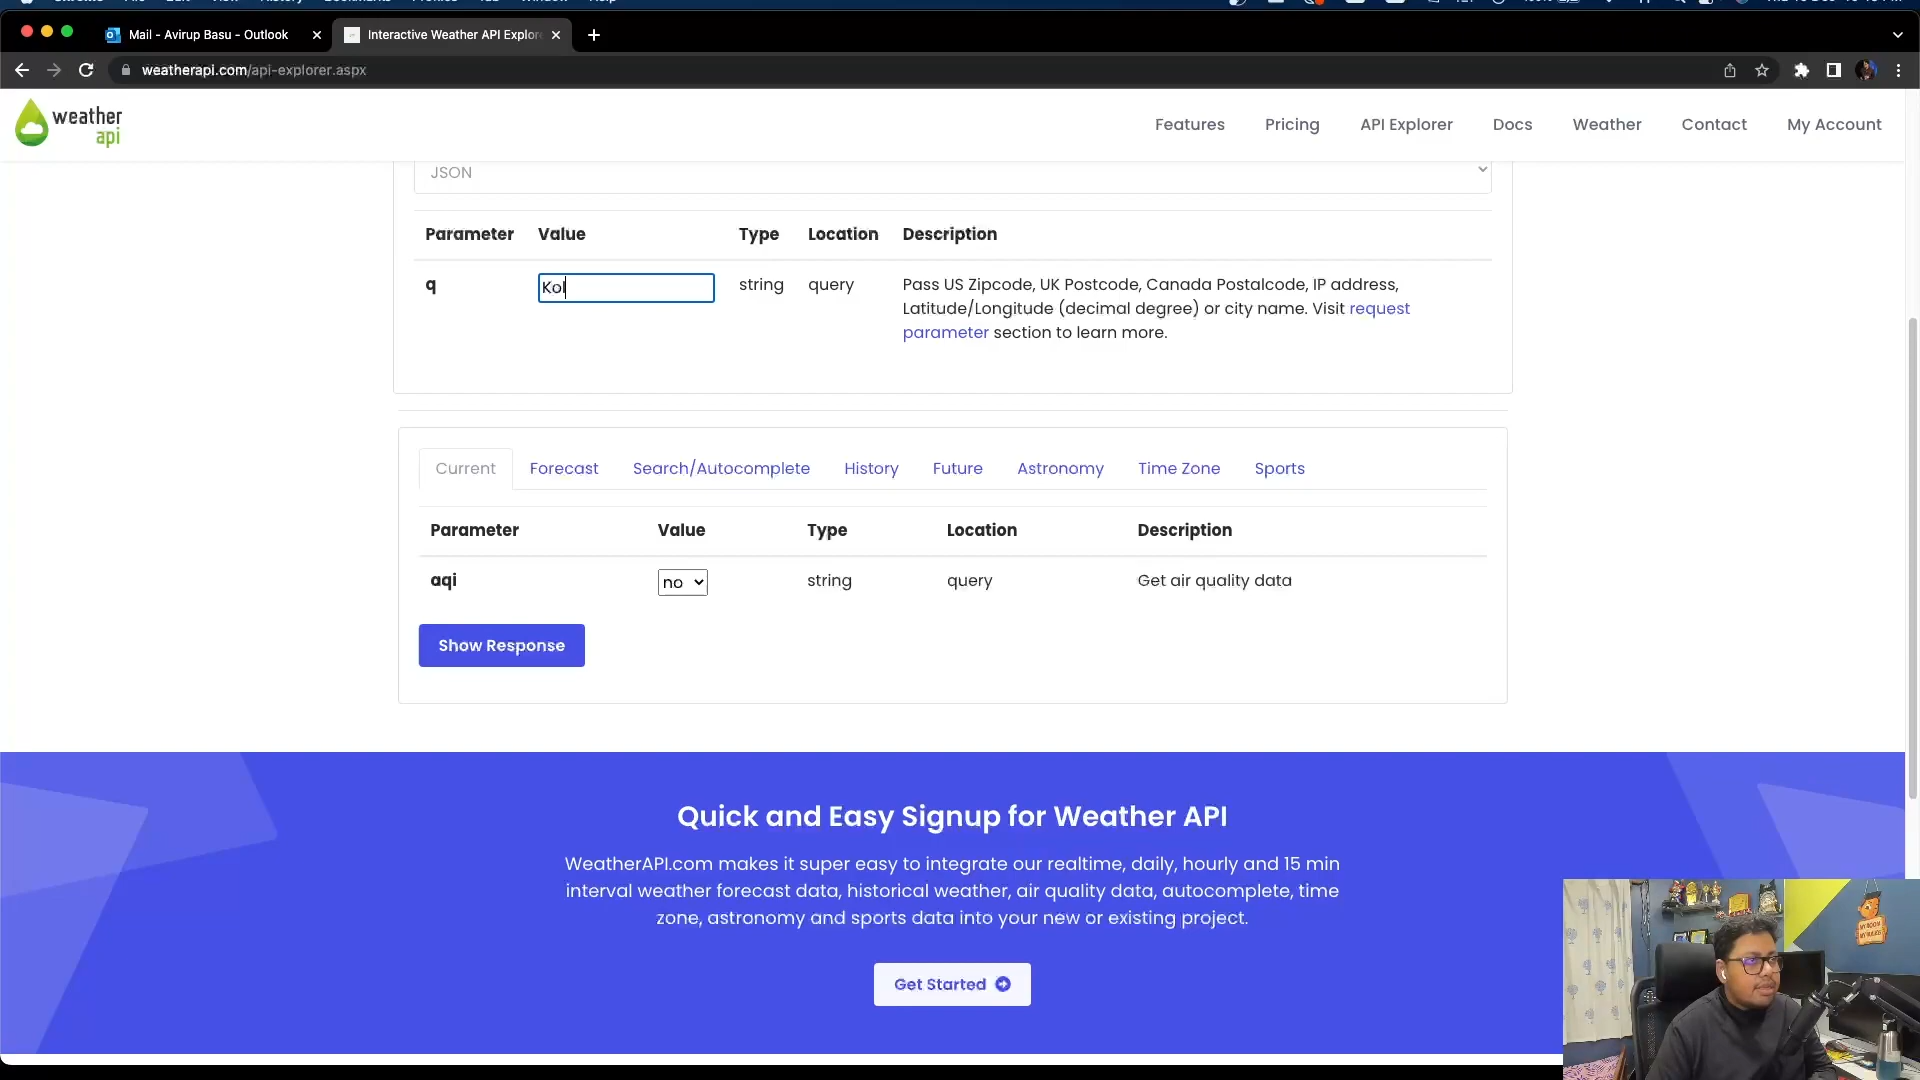 Mail - Avirup Basu - Outlook
Interactive Weather API Explor
weatherapi.com/api-explorer.aspx
weather
api
Features
Pricing
API Explorer
Docs
Weather
Contact
My Account
JSON
Parameter Value Type Location Description
q Kol string query Pass US Zipcode, UK Postcode, Canada Postalcode, IP address,
Latitude/Longitude (decimal degree) or city name. Visit request
parameter section to learn more.
Current Forecast Search/Autocomplete History Future Astronomy Time Zone Sports
Parameter Value Type Location Description
aqi no string query Get air quality data
Show Response
Quick and Easy Signup for Weather API
WeatherAPI.com makes it super easy to integrate our realtime, daily, hourly and 15 min
interval weather forecast data, historical weather, air quality data, autocomplete, time
zone, astronomy and sports data into your new or existing project.
Get Started